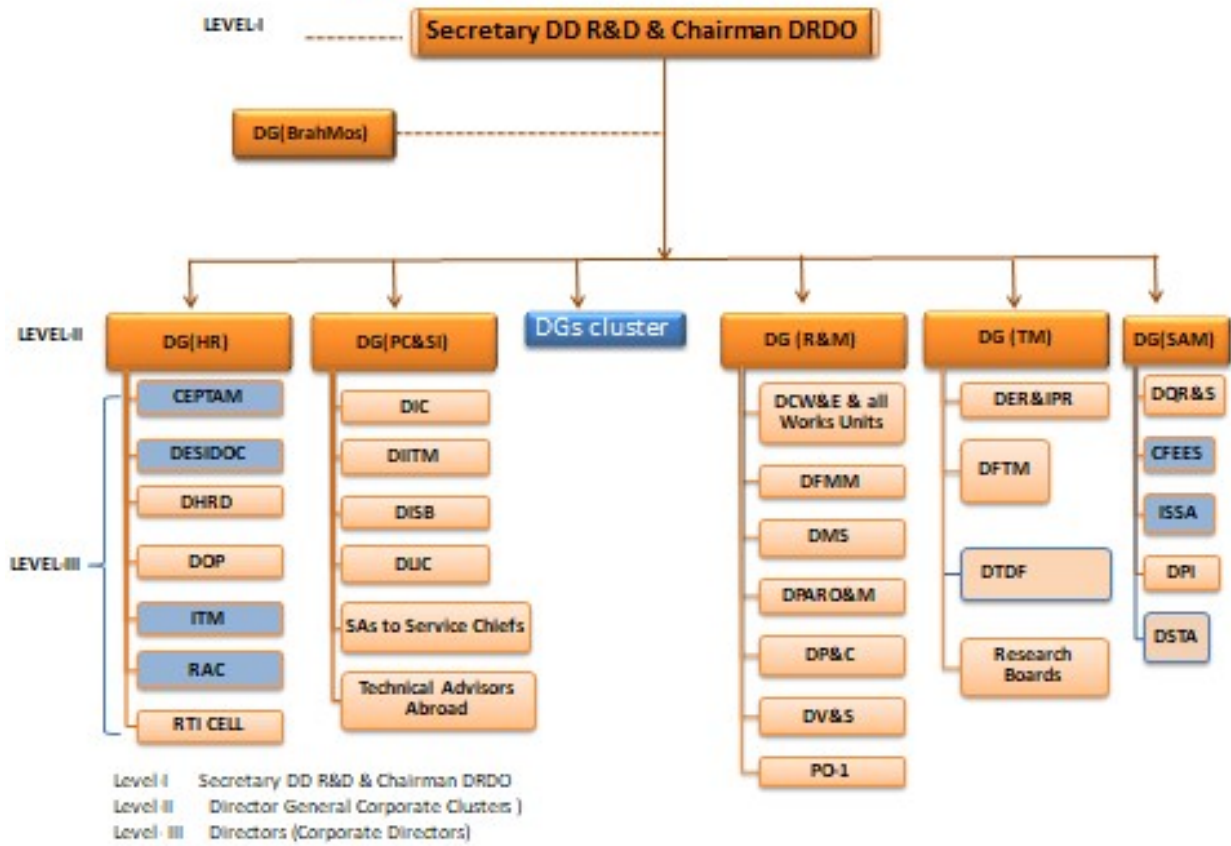 LEVEL-I
Secretary DD R&D & Chairman DRDO
DG(BrahMos)
LEVEL-II
DG(HR)
DG(PC&SI)
DGs cluster
DG (R&M)
DG (TM)
DG(SAM)
LEVEL-III
CEPTAM
DESIDOC
DHRD
DOP
ITM
RAC
RTI CELL
DIC
DIITM
DISB
DLIC
SAs to Service Chiefs
Technical Advisors
Abroad
DCW&E & all
Works Units
DFMM
DMS
DPARO&M
DP&C
DV&S
PO-1
DER&IPR
DFTM
DTDF
Research
Boards
DQR&S
CFEES
ISSA
DPI
DSTA
Level-I Secretary DD R&D & Chairman DRDO
Level-II Director General Corporate Clusters )
Level- III Directors (Corporate Directors)